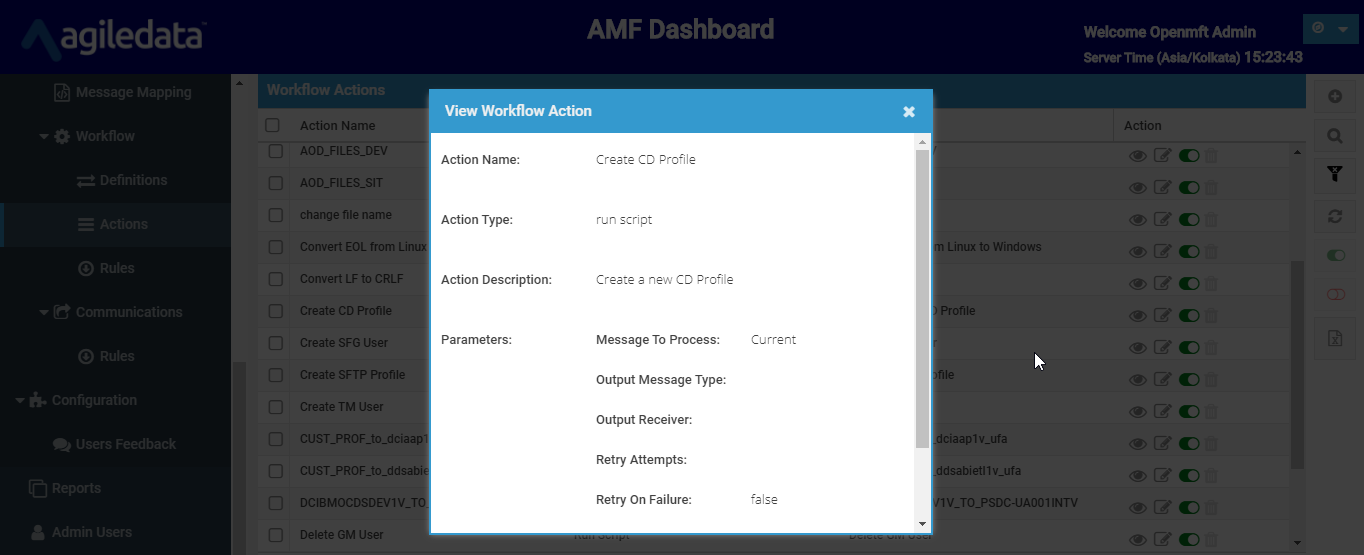 agiledata™
AMF Dashboard
Welcome Openmft Admin
Server Time (Asia/Kolkata) 15:23:43
Message Mapping
Workflow
Definitions
Actions
Rules
Communications
Rules
Configuration
Users Feedback
Reports
Admin Users
Workflow Actions
Action Name
Action
AOD_FILES_DEV
AOD_FILES_SIT
change file name
Convert EOL from Linux
m Linux to Windows
Convert LF to CRLF
Create CD Profile
D Profile
Create SFG User
Create SFTP Profile
ofile
Create TM User
CUST_PROF_to_dciaap1
_dciaap1v_ufa
CUST_PROF_to_ddsabie
_ddsabietl1v_ufa
DCIBMOCDSDEV1V_TO_
V1V_TO_PSDC-UA001INTV
Delete GM User
Run Script
Delete GM User
View Workflow Action
Action Name: Create CD Profile
Action Type: run script
Action Description: Create a new CD Profile
Parameters: Message To Process: Current
Output Message Type:
Output Receiver:
Retry Attempts:
Retry On Failure: false